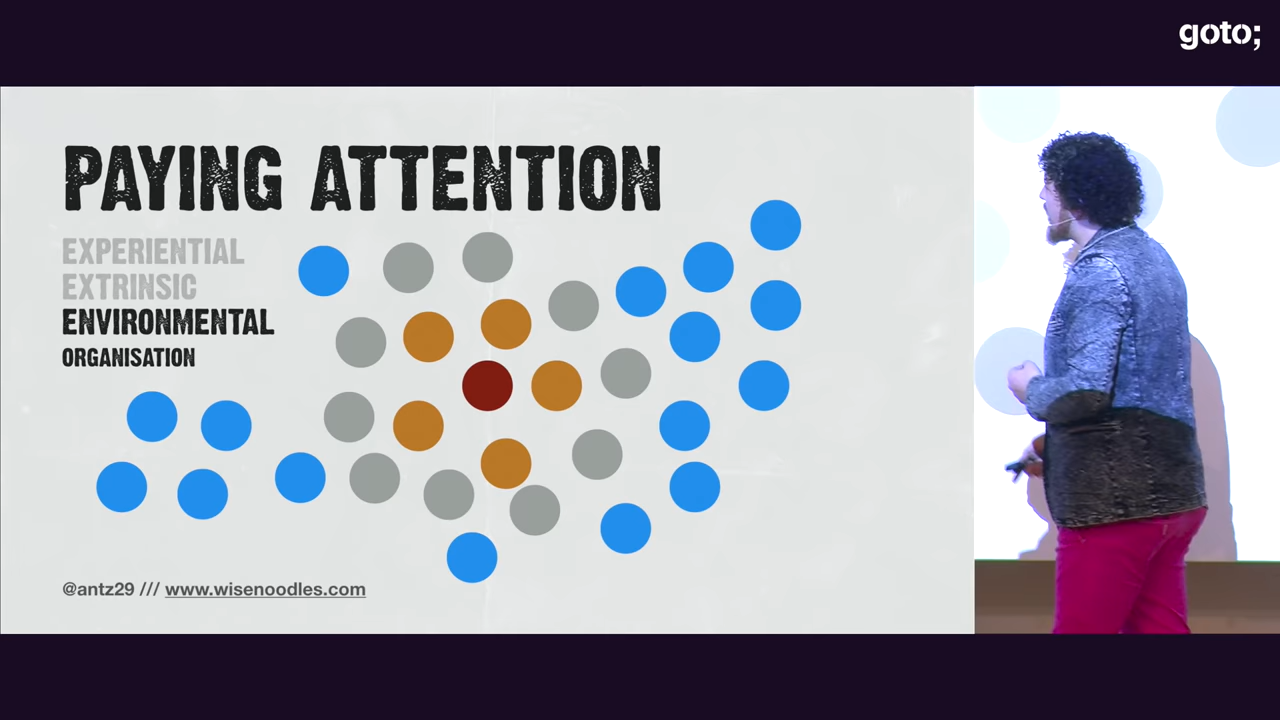 goto;
PAYING ATTENTION
EXPERIENTIAL
EXTRINSIC
ENVIRONMENTAL
ORGANISATION
@antz29 /// www.wisenoodles.com